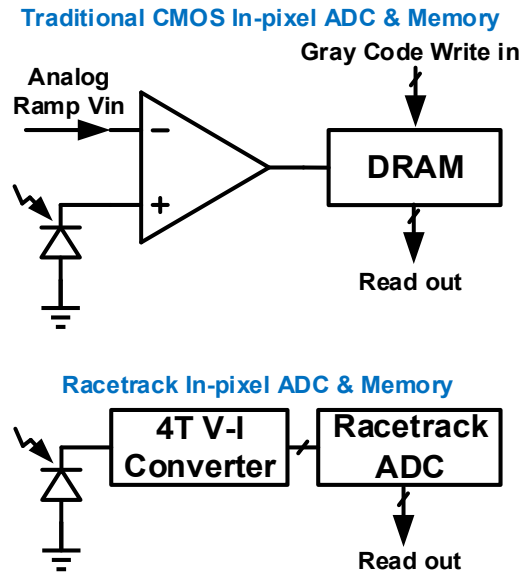 Traditional CMOS In-pixel ADC & Memory
Gray Code Write in
Analog
Ramp Vin
−
+
DRAM
Read out
Racetrack In-pixel ADC & Memory
4T V-I
Converter
Racetrack
ADC
Read out